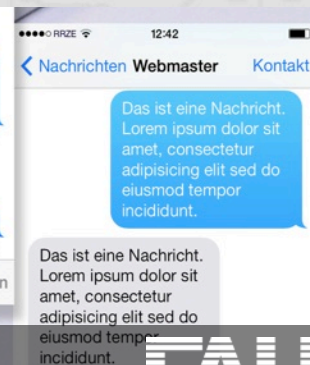 RRZE 12:42
Nachrichten Webmaster Kontakt
Das ist eine Nachricht.
Lorem ipsum dolor sit
amet, consectetur
adipisicing elit sed do
eiusmod tempor
incididunt.
Das ist eine Nachricht.
Lorem ipsum dolor sit
amet, consectetur
adipisicing elit sed do
eiusmod tempor
incididunt.